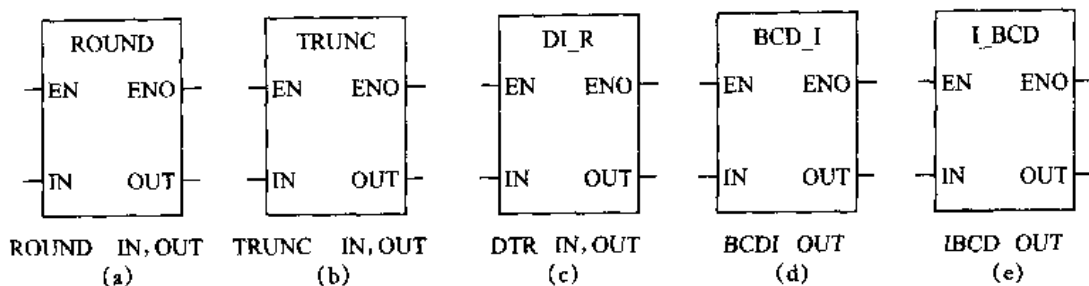 ROUND TRUNC DI_R BCD_I I_BCD
EN ENO EN ENO EN ENO EN ENO EN ENO
IN OUT IN OUT IN OUT IN OUT IN OUT
ROUND IN,OUT TRUNC IN,OUT DTR IN,OUT BCDI OUT IBCD OUT
(a) (b) (c) (d) (e)